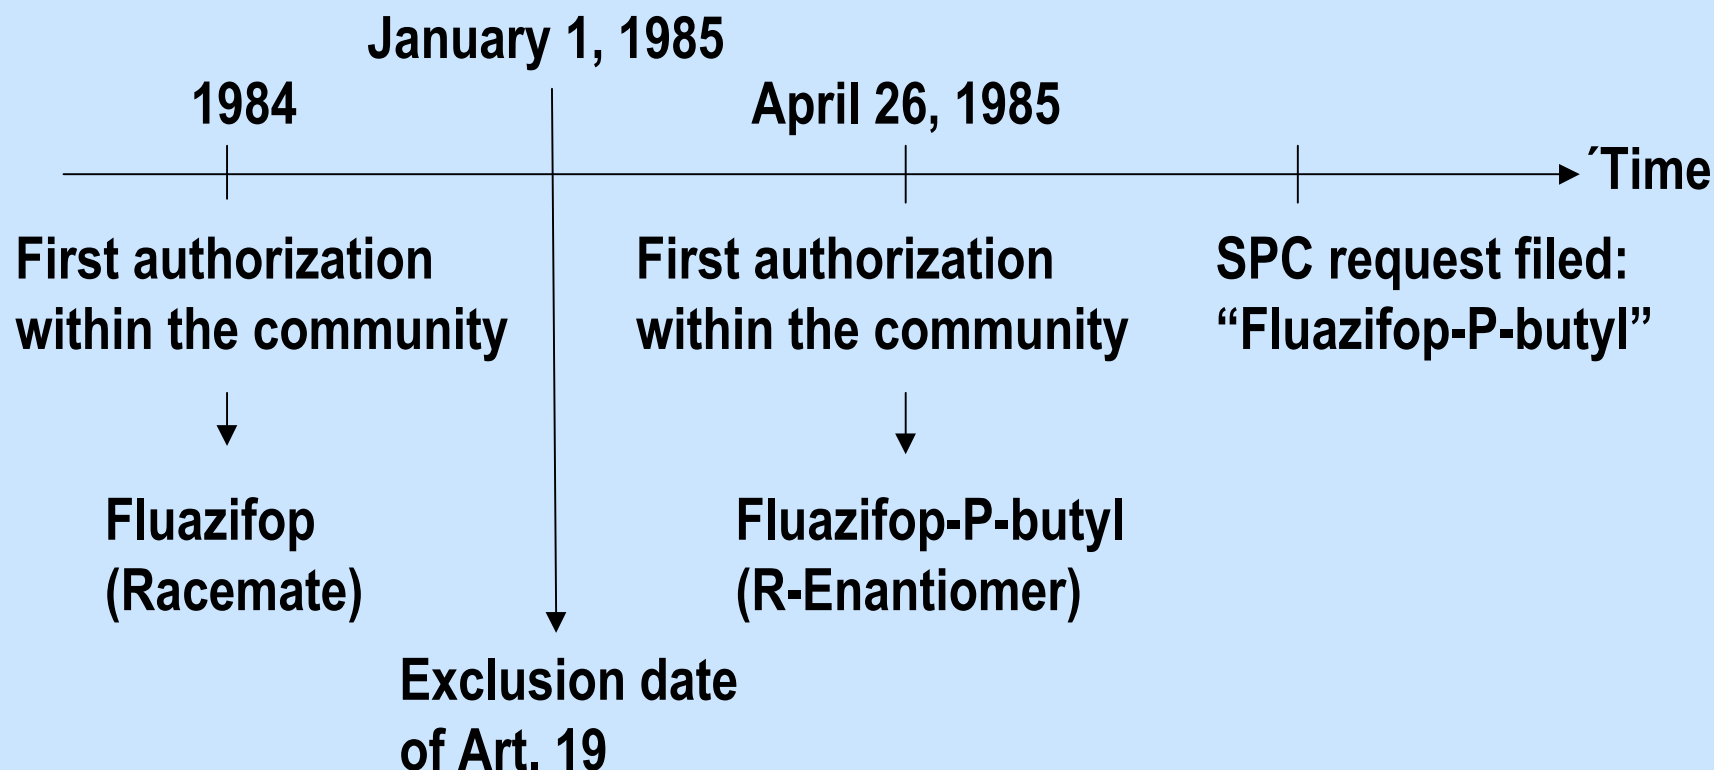 January 1, 1985
1984
April 26, 1985
´Time
First authorization
within the community
First authorization
within the community
SPC request filed:
“Fluazifop-P-butyl”
Fluazifop
(Racemate)
Fluazifop-P-butyl
(R-Enantiomer)
Exclusion date
of Art. 19